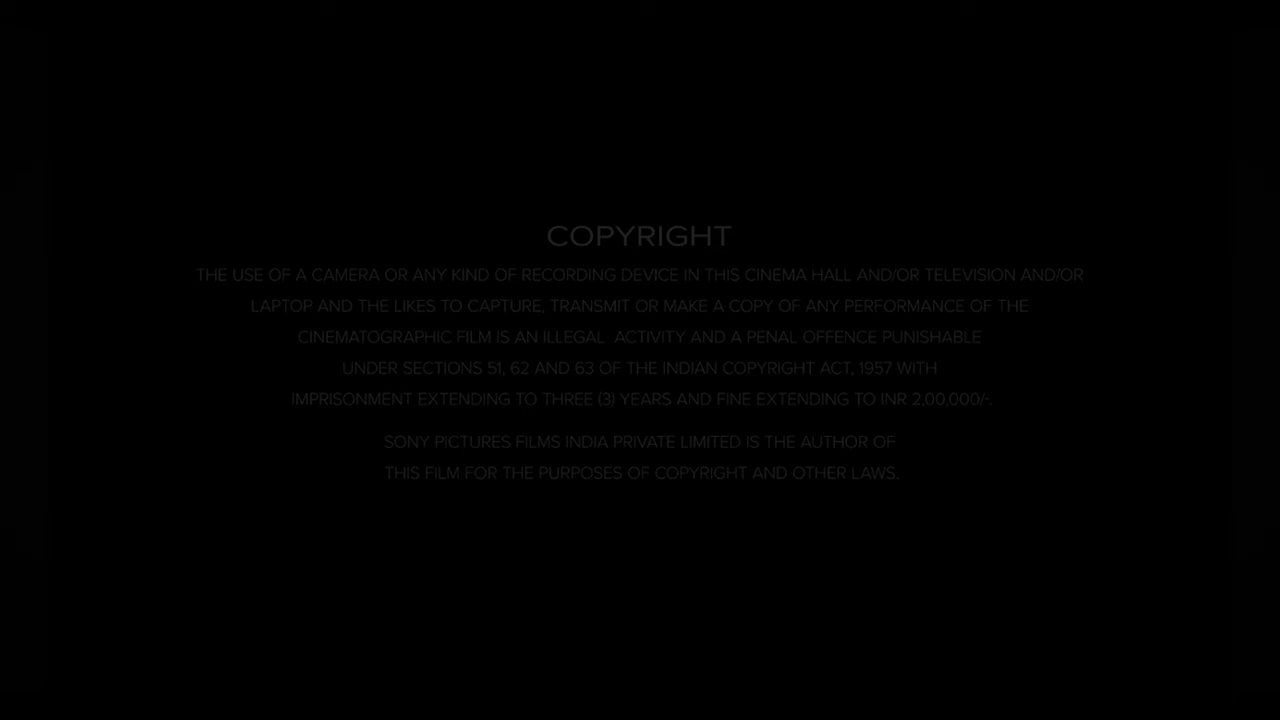 COPYRIGHT
THE USE OF A CAMERA OR ANY KIND OF RECORDING DEVICE IN THIS CINEMA HALL AND/OR TELEVISION AND/OR
LAPTOP AND THE LIKES TO CAPTURE, TRANSMIT OR MAKE A COPY OF ANY PERFORMANCE OF THE
CINEMATOGRAPHIC FILM IS AN ILLEGAL ACTIVITY AND A PENAL OFFENCE PUNISHABLE
UNDER SECTIONS 51, 62 AND 63 OF THE INDIAN COPYRIGHT ACT, 1957 WITH
IMPRISONMENT EXTENDING TO THREE (3) YEARS AND FINE EXTENDING TO INR 2,00,000/-.
SONY PICTURES FILMS INDIA PRIVATE LIMITED IS THE AUTHOR OF
THIS FILM FOR THE PURPOSES OF COPYRIGHT AND OTHER LAWS.